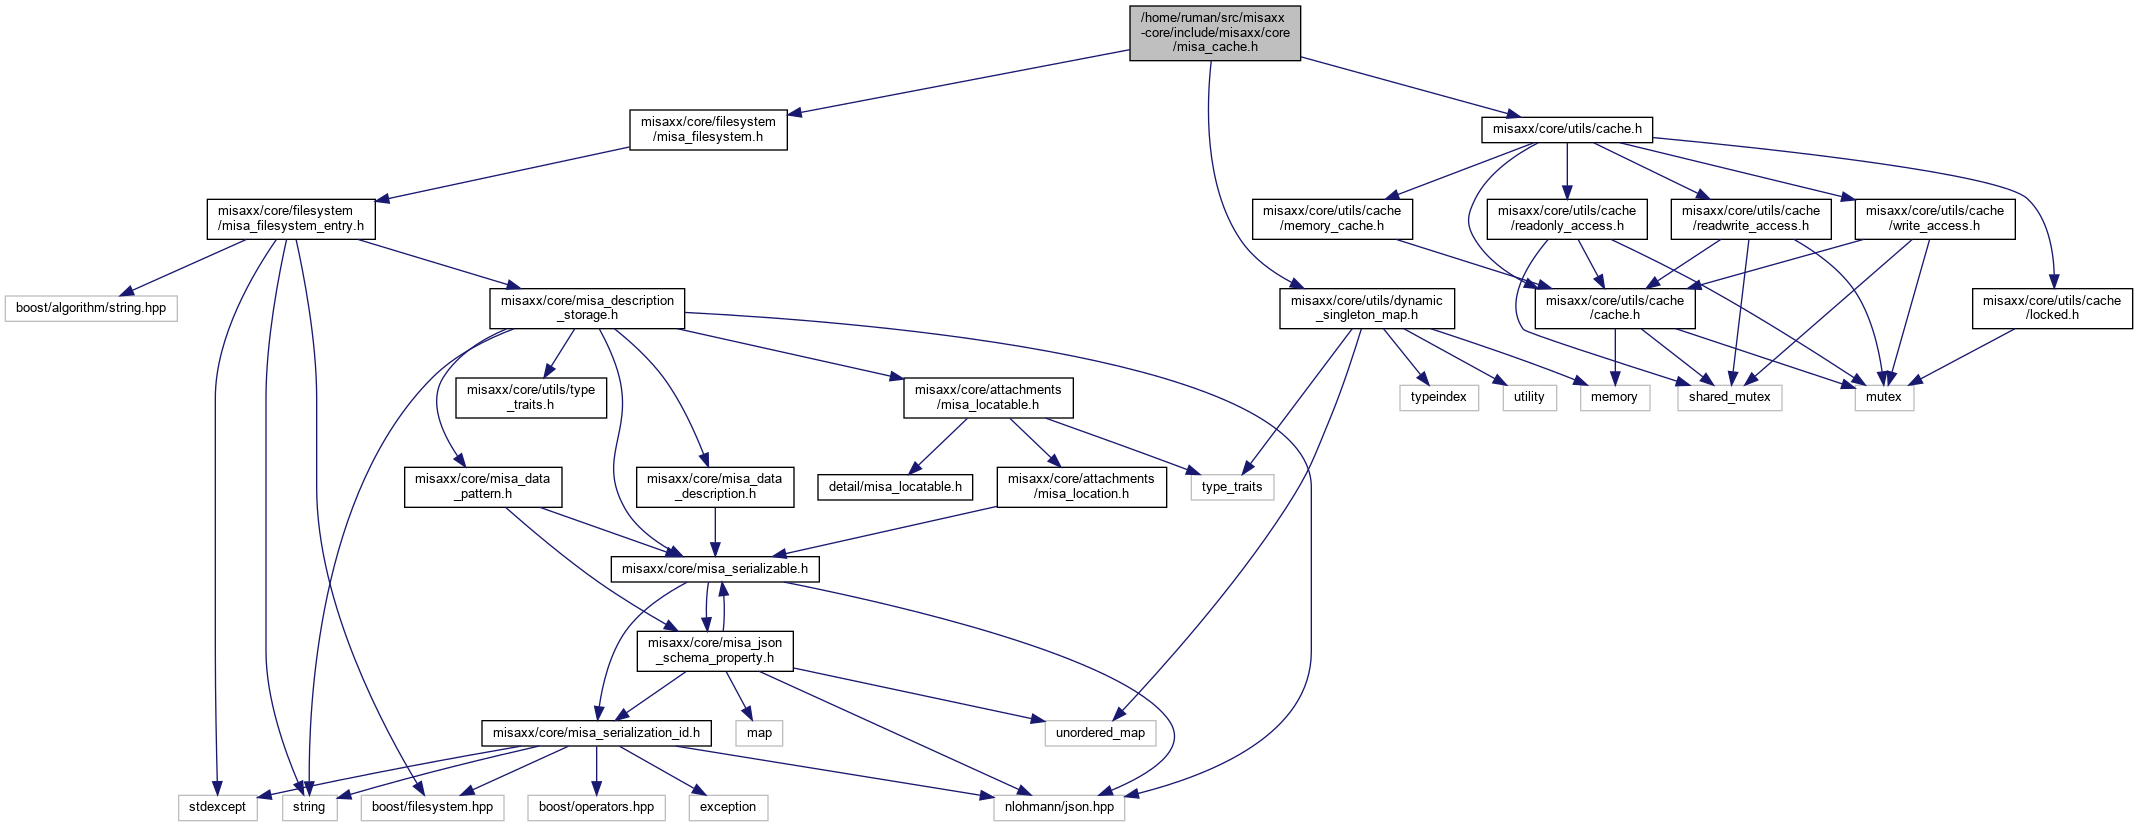 /home/ruman/src/misaxx
-core/include/misaxx/core
/misa_cache.h
misaxx/core/filesystem
/misa_filesystem.h
misaxx/core/utils/cache.h
misaxx/core/filesystem
/misa_filesystem_entry.h
misaxx/core/utils/cache
/memory_cache.h
misaxx/core/utils/cache
/readonly_access.h
misaxx/core/utils/cache
/readwrite_access.h
misaxx/core/utils/cache
/write_access.h
boost/algorithm/string.hpp
misaxx/core/misa_description
_storage.h
misaxx/core/utils/dynamic
_singleton_map.h
misaxx/core/utils/cache
/cache.h
misaxx/core/utils/cache
/locked.h
misaxx/core/utils/type
_traits.h
misaxx/core/attachments
/misa_locatable.h
typeindex
utility
memory
shared_mutex
mutex
misaxx/core/misa_data
_pattern.h
misaxx/core/misa_data
_description.h
detail/misa_locatable.h
misaxx/core/attachments
/misa_location.h
type_traits
misaxx/core/misa_serializable.h
misaxx/core/misa_json
_schema_property.h
misaxx/core/misa_serialization_id.h
map
unordered_map
stdexcept
string
boost/filesystem.hpp
boost/operators.hpp
exception
nlohmann/json.hpp